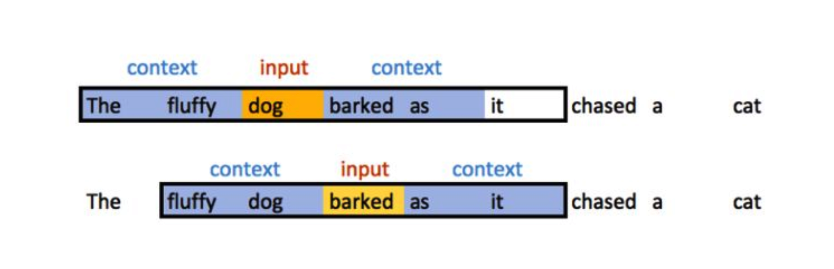 context input context
The fluffy dog barked as it chased a cat
context input context
The fluffy dog barked as it chased a cat